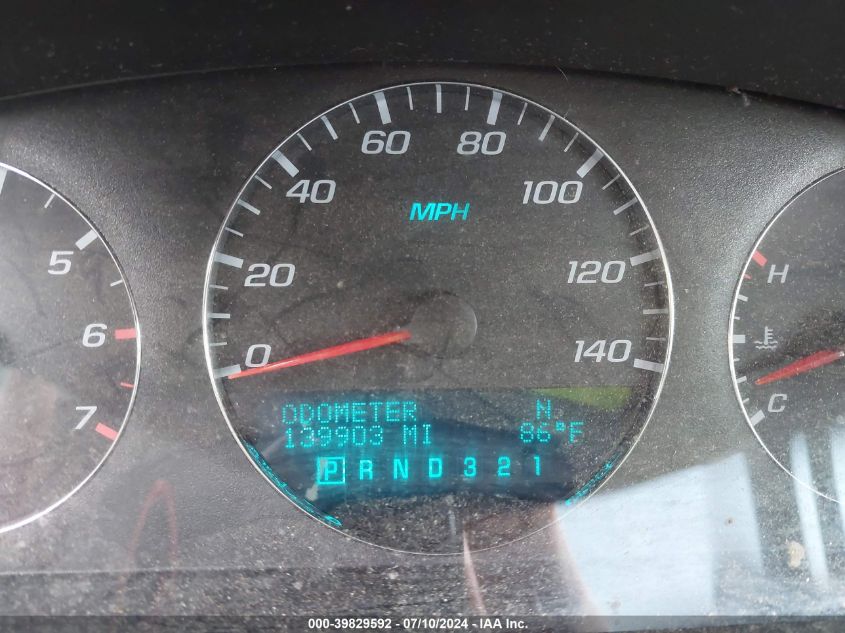 60 80
40 100
MPH
5 20 120 H
6 0 140 C
7
ODOMETER N
139903 MI 86°F
P R N D 3 2 1
000-39829592 - 07/10/2024 - IAA Inc.